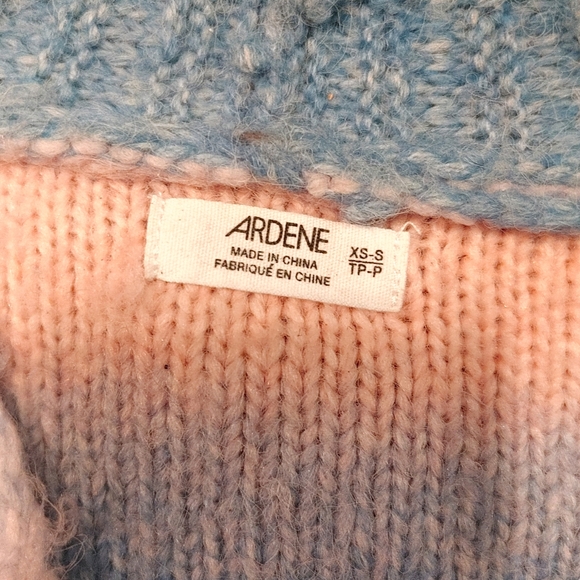 ARDENE
MADE IN CHINA
FABRIQUÉ EN CHINE
XS-S
TP-P